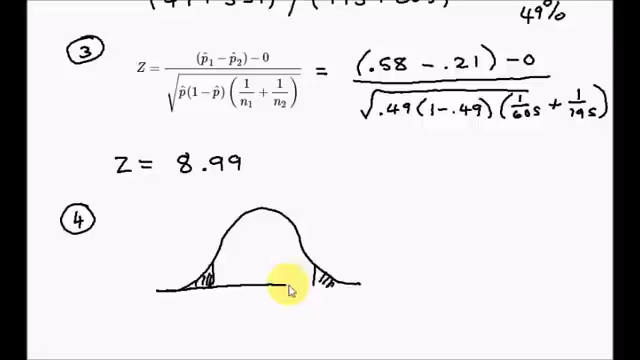 49%
③ Z = (p̂₁ − p̂₂) − 0 / √(p̂(1 − p̂)(1/n₁ + 1/n₂)) = (.58 - .21) - 0 / √(.49(1-.49)(1/605 + 1/195))
Z = 8.99
④